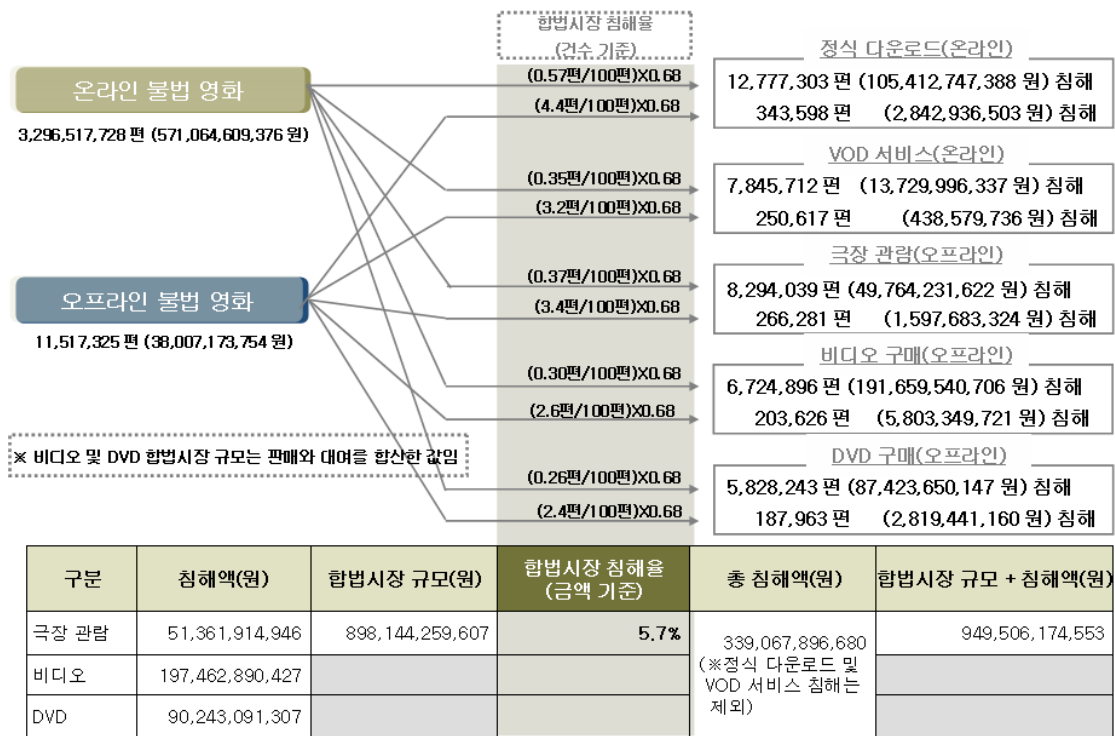 합법시장 침해율
(건수 기준)
온라인 불법 영화
3,296,517,728 편 (571,064,609,376 원)
오프라인 불법 영화
11,517,325 편 (38,007,173,754 원)
※ 비디오 및 DVD 합법시장 규모는 판매와 대여를 합산한 값임
(0.57편/100편)X0.68
(4.4편/100편)X0.68
(0.35편/100편)X0.68
(3.2편/100편)X0.68
(0.37편/100편)X0.68
(3.4편/100편)X0.68
(0.30편/100편)X0.68
(2.6편/100편)X0.68
(0.26편/100편)X0.68
(2.4편/100편)X0.68
정식 다운로드(온라인)
12,777,303 편 (105,412,747,388 원) 침해
343,598 편 (2,842,936,503 원) 침해
VOD 서비스(온라인)
7,845,712 편 (13,729,996,337 원) 침해
250,617 편 (438,579,736 원) 침해
극장 관람(오프라인)
8,294,039 편 (49,764,231,622 원) 침해
266,281 편 (1,597,683,324 원) 침해
비디오 구매(오프라인)
6,724,896 편 (191,659,540,706 원) 침해
203,626 편 (5,803,349,721 원) 침해
DVD 구매(오프라인)
5,828,243 편 (87,423,650,147 원) 침해
187,963 편 (2,819,441,160 원) 침해
구분 침해액(원) 합법시장 규모(원) 합법시장 침해율 총 침해액(원) 합법시장 규모 + 침해액(원)
(금액 기준)
극장 관람 51,361,914,946 898,144,259,607 5.7% 949,506,174,553
339,067,896,680
(※정식 다운로드 및
VOD 서비스 침해는
제외)
비디오 197,462,890,427
DVD 90,243,091,307